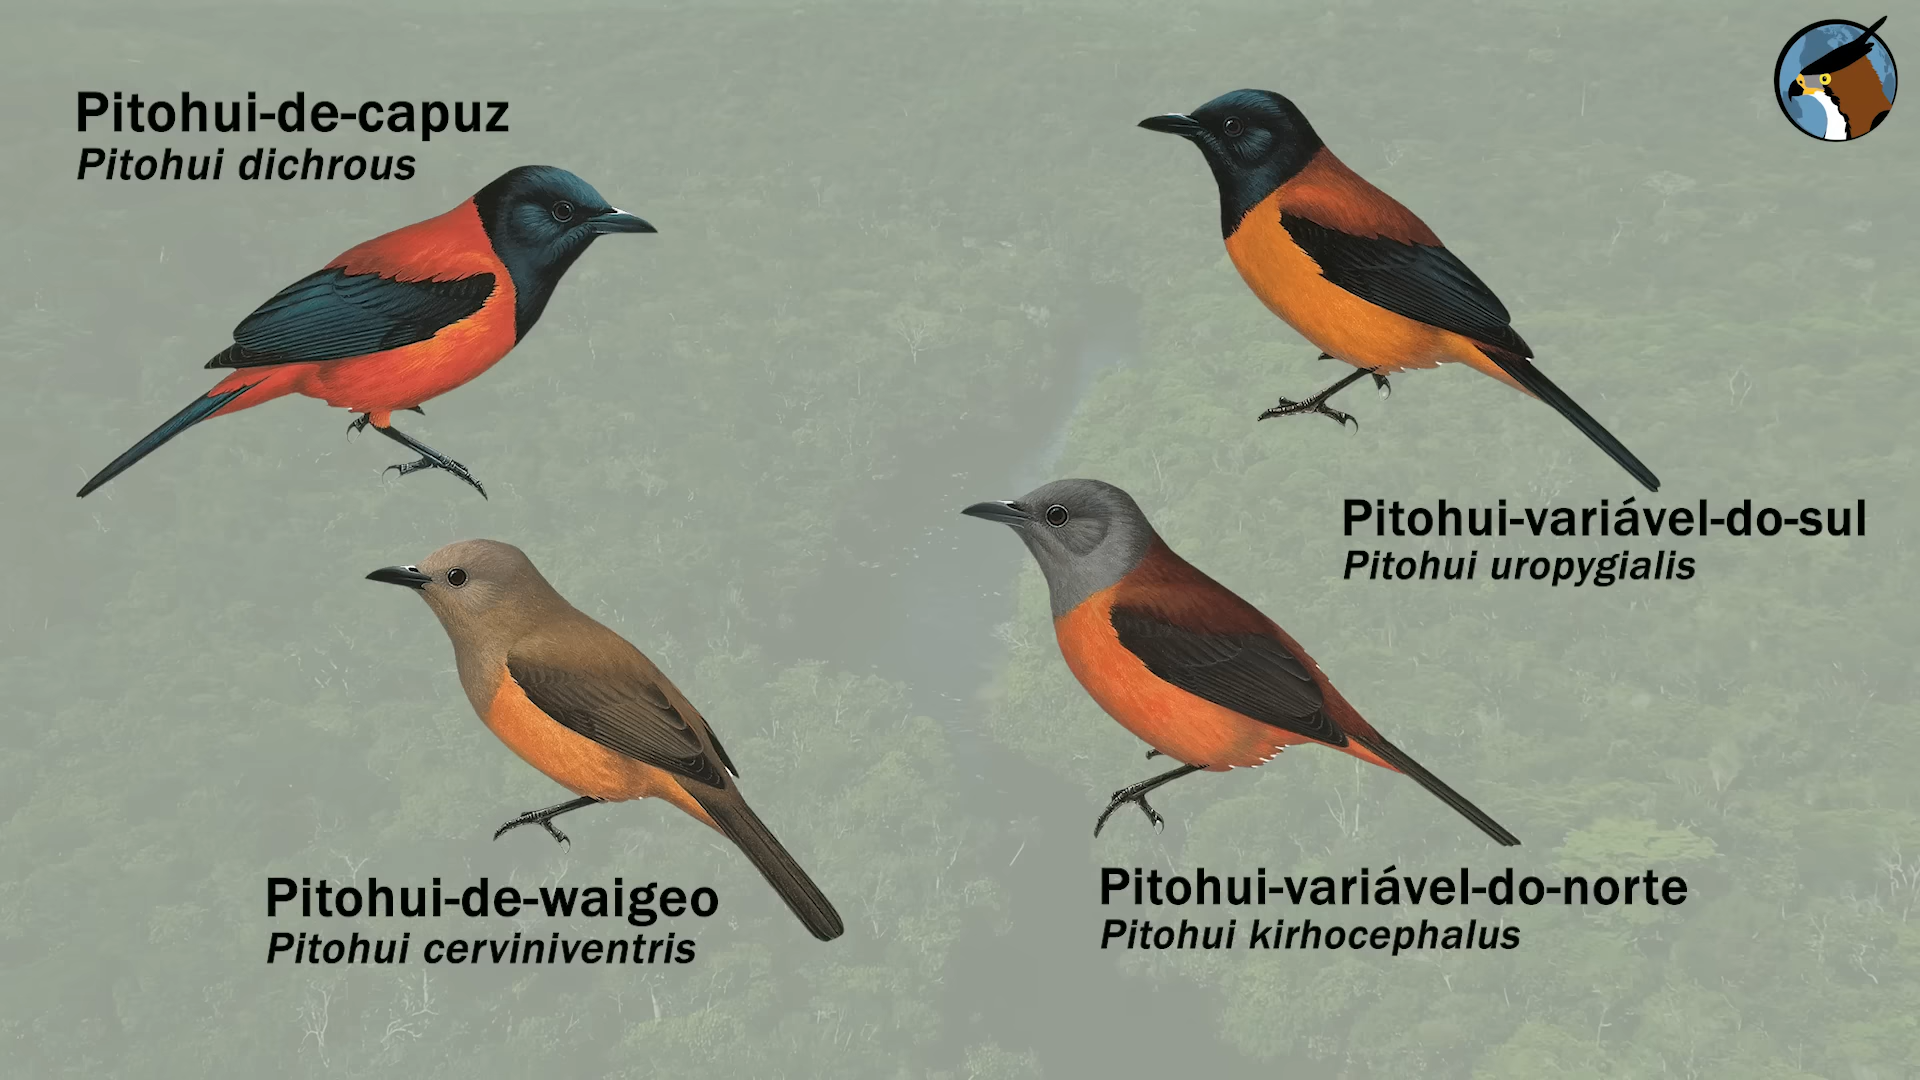 Pitohui-de-capuz
Pitohui dichrous
Pitohui-variável-do-sul
Pitohui uropygialis
Pitohui-de-waigeo
Pitohui cerviniventris
Pitohui-variável-do-norte
Pitohui kirhocephalus